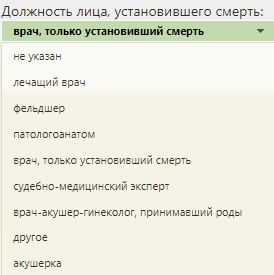 Должность лица, установившего смерть:
врач, только установивший смерть
не указан
лечащий врач
фельдшер
патологоанатом
врач, только установивший смерть
судебно-медицинский эксперт
врач-акушер-гинеколог, принимавший роды
другое
акушерка